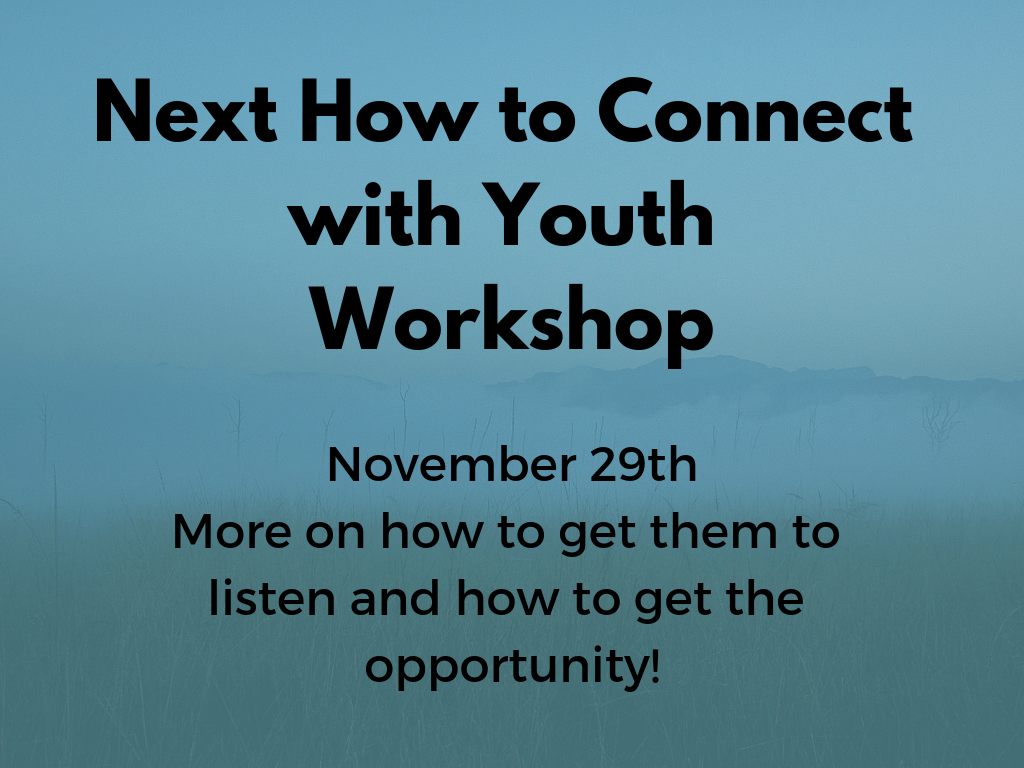 Next How to Connect
with Youth
Workshop
November 29th
More on how to get them to
listen and how to get the
opportunity!